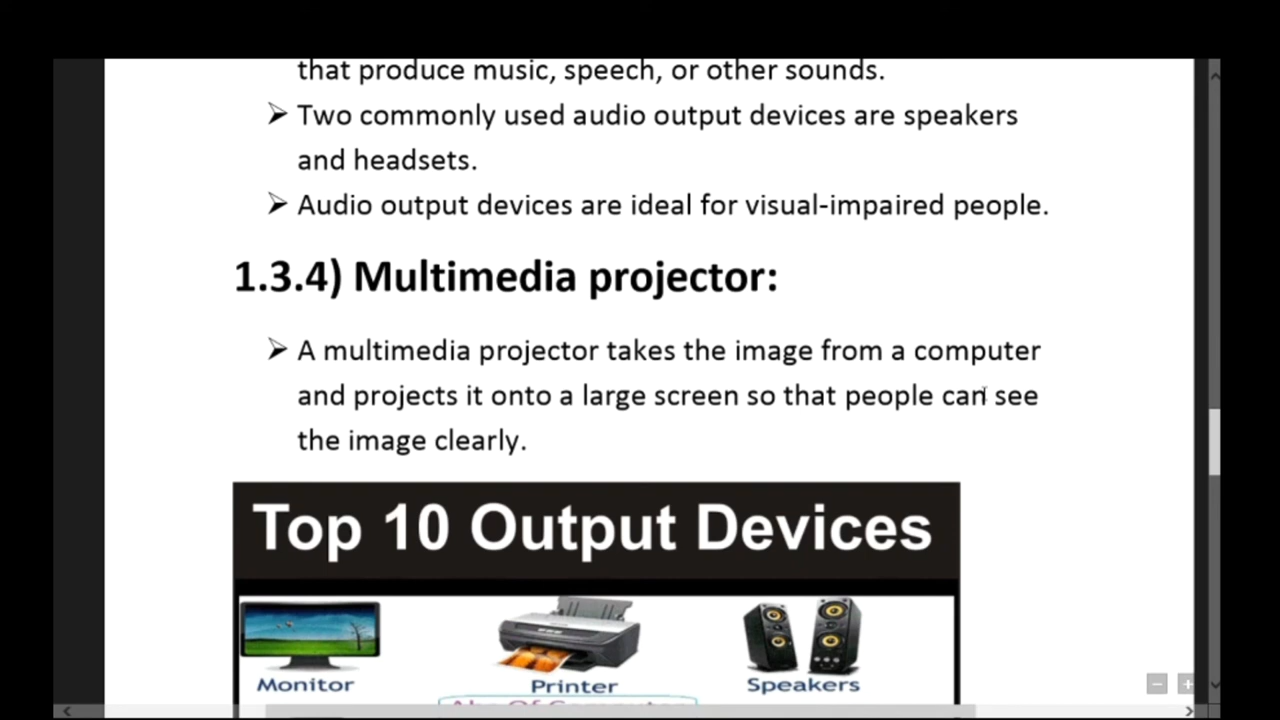 that produce music, speech, or other sounds.
➢ Two commonly used audio output devices are speakers
and headsets.
➢ Audio output devices are ideal for visual-impaired people.
1.3.4) Multimedia projector:
➢ A multimedia projector takes the image from a computer
and projects it onto a large screen so that people can see
the image clearly.
Top 10 Output Devices
Monitor Printer Speakers